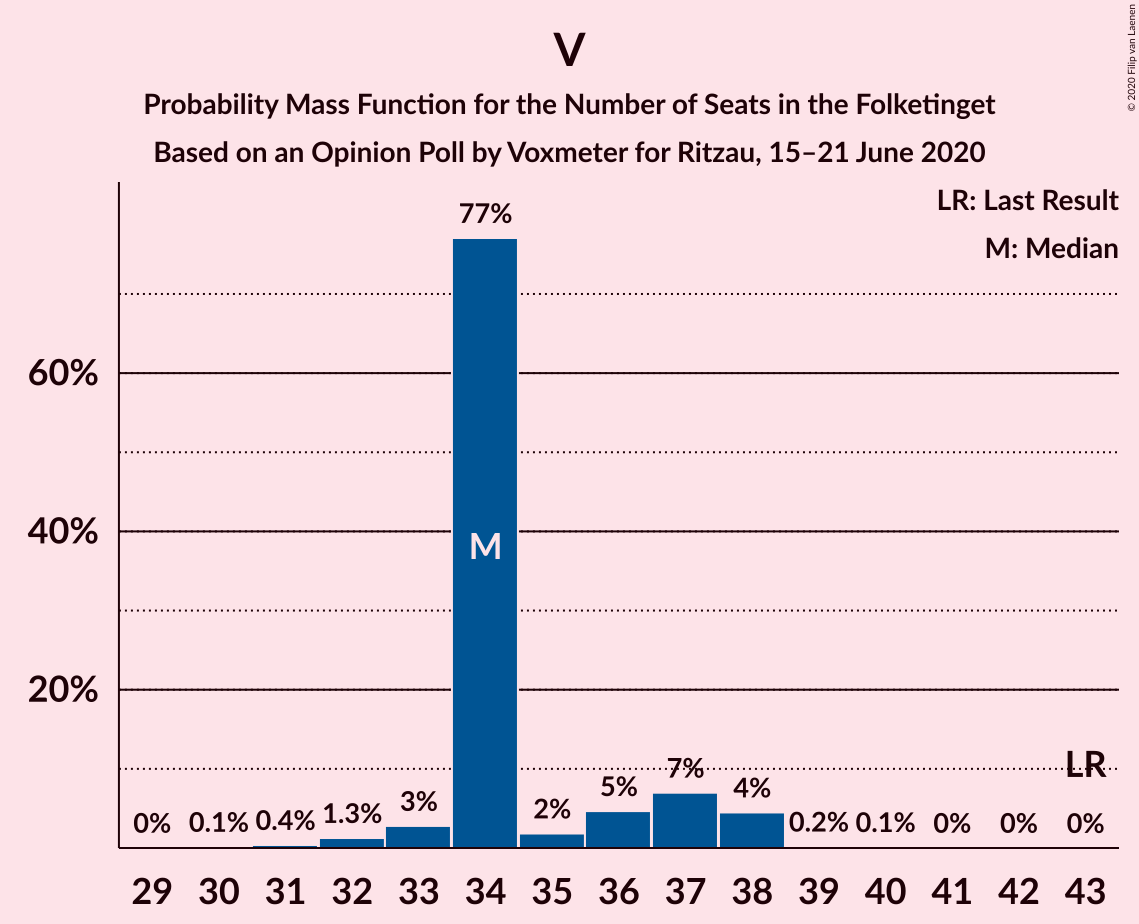 © 2020 Filip van Laenen
V
Probability Mass Function for the Number of Seats in the Folketinget
Based on an Opinion Poll by Voxmeter for Ritzau, 15–21 June 2020
LR: Last Result
M: Median
77%
60%
40%
M
20%
LR
0% 0.1% 0.4% 1.3% 3% 2% 5% 7% 4% 0.2% 0.1% 0% 0% 0%
29 30 31 32 33 34 35 36 37 38 39 40 41 42 43